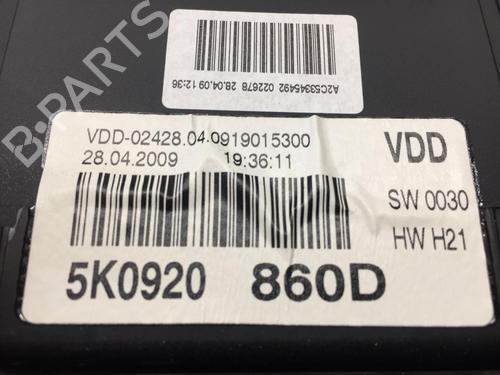 A2C53345492 022678 28.04.09 12:36
B-PARTS
VDD-02428.04.0919015300
28.04.2009 19:36:11
VDD
SW 0030
HW H21
5K0920 860D